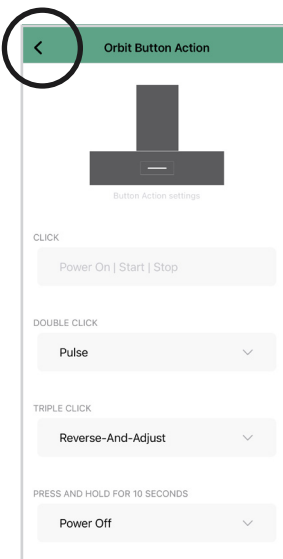 Orbit Button Action
Button Action settings
CLICK
Power On | Start | Stop
DOUBLE CLICK
Pulse
TRIPLE CLICK
Reverse-And-Adjust
PRESS AND HOLD FOR 10 SECONDS
Power Off